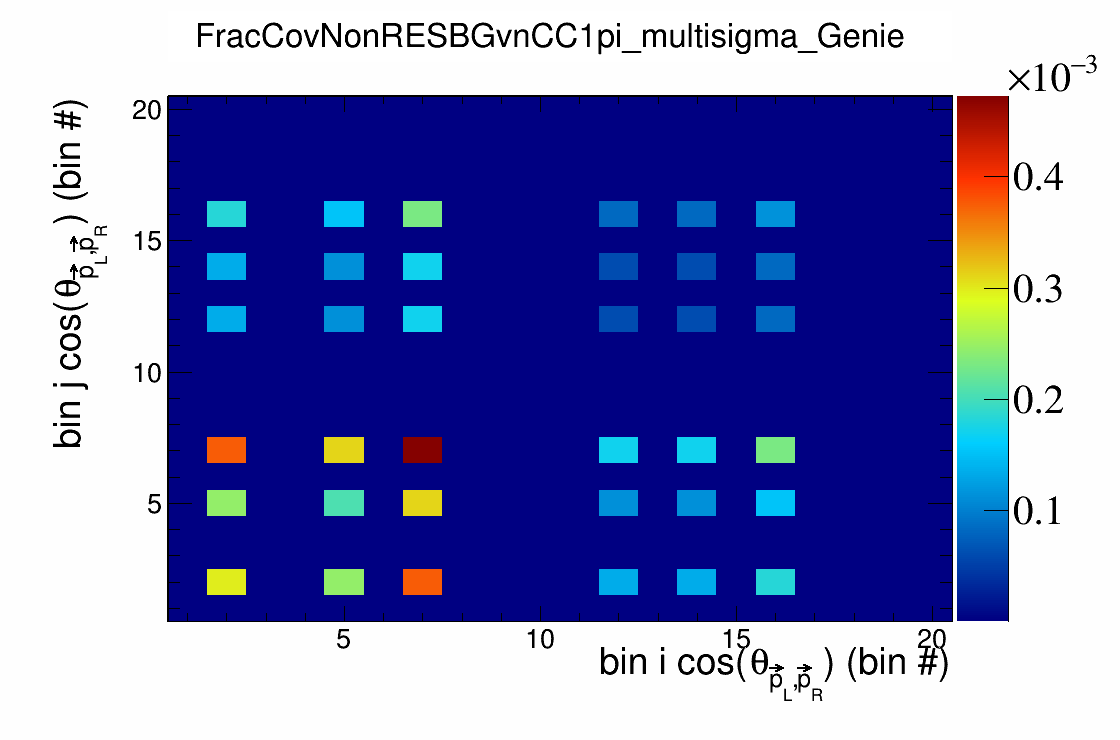 FracCovNonRESBGvnCC1pi_multisigma_Genie
×10⁻³
bin j cos(θ_{p⃗_L,p⃗_R}) (bin #)
20
15
10
5
5 10 15 20
bin i cos(θ_{p⃗_L,p⃗_R}) (bin #)
0.4
0.3
0.2
0.1